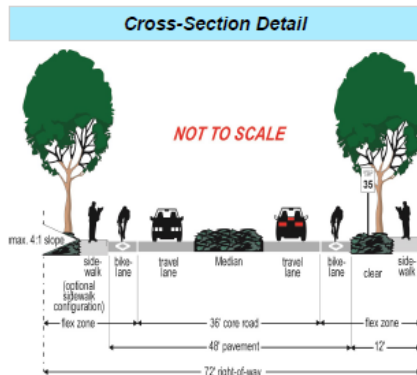 Cross-Section Detail
NOT TO SCALE
35
max. 4:1 slope
side-
walk
(optional
sidewalk
configuration)
bike-
lane
travel
lane
Median
travel
lane
bike-
lane
clear
side-
walk
flex zone
36' core road
flex zone
48' pavement
12'
72' right-of-way